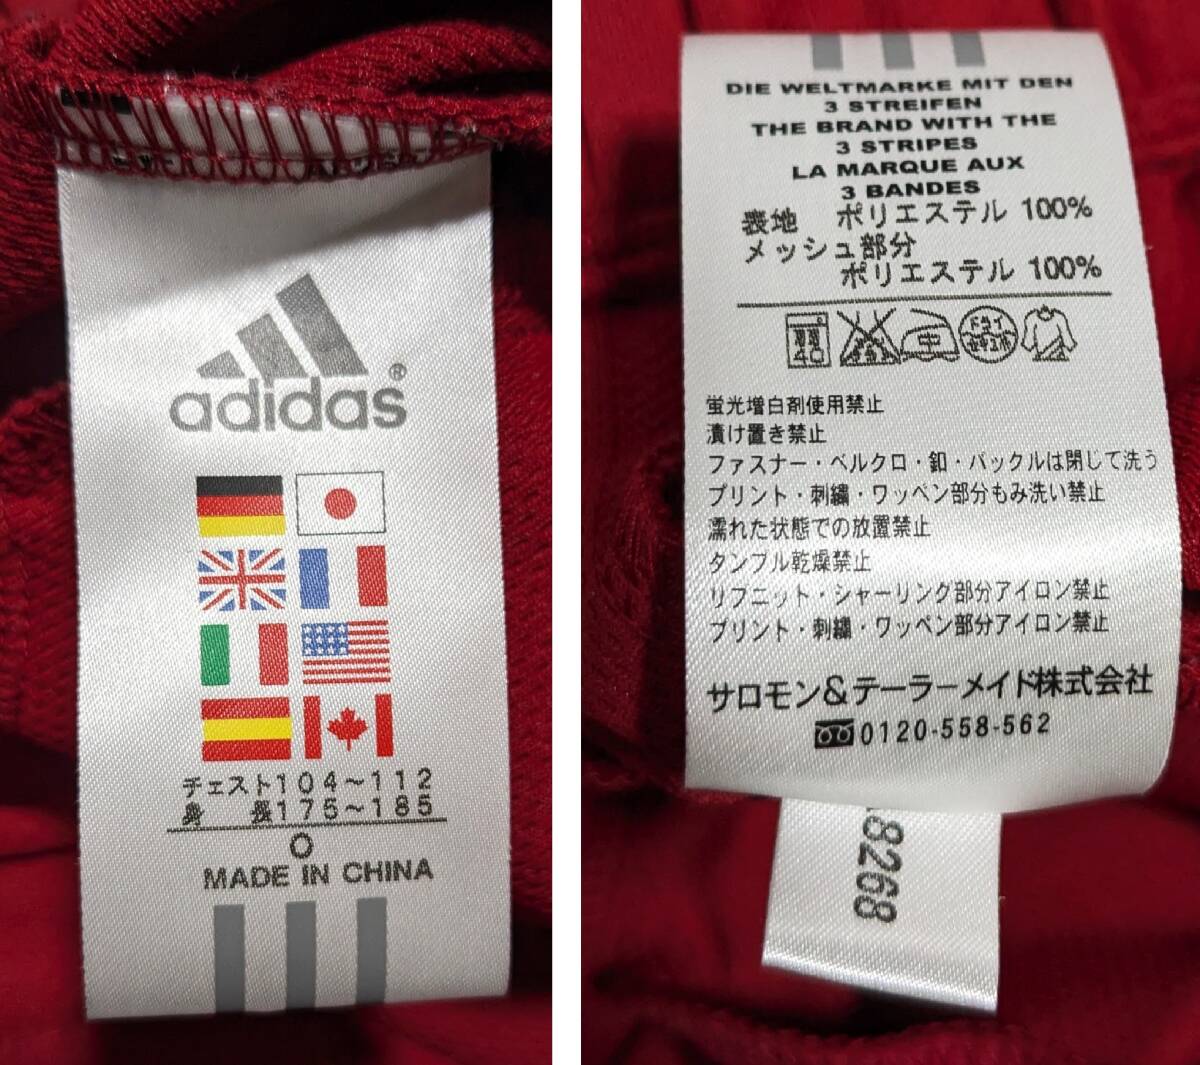 adidas®
チェスト104～112
身 長175～185
O
MADE IN CHINA
DIE WELTMARKE MIT DEN
3 STREIFEN
THE BRAND WITH THE
3 STRIPES
LA MARQUE AUX
3 BANDES
表地 ポリエステル 100%
メッシュ部分
ポリエステル 100%
40 中 ドライ セキユ系
蛍光増白剤使用禁止
漬け置き禁止
ファスナー・ベルクロ・釦・バックルは閉じて洗う
プリント・刺繍・ワッペン部分もみ洗い禁止
濡れた状態での放置禁止
タンブル乾燥禁止
リブニット・シャーリング部分アイロン禁止
プリント・刺繍・ワッペン部分アイロン禁止
サロモン&テーラーメイド株式会社
0120-558-562
8268